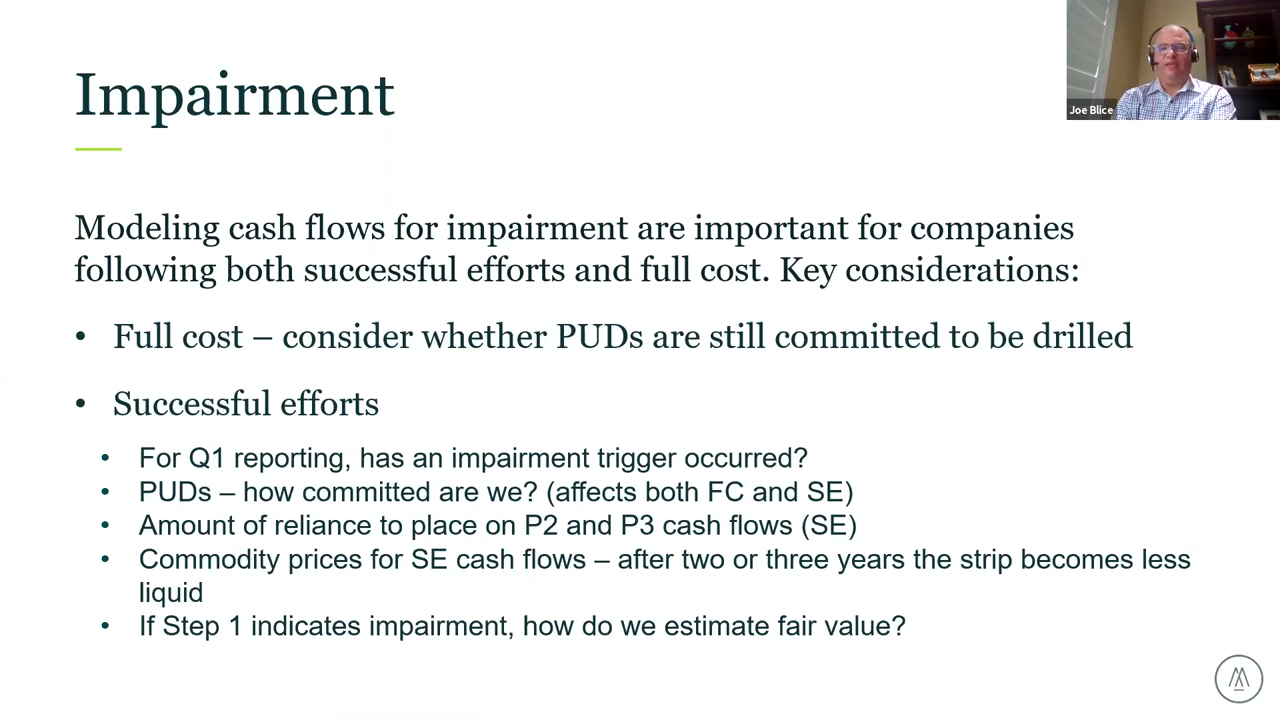 Joe Blice
Impairment
Modeling cash flows for impairment are important for companies
following both successful efforts and full cost. Key considerations:
• Full cost – consider whether PUDs are still committed to be drilled
• Successful efforts
• For Q1 reporting, has an impairment trigger occurred?
• PUDs – how committed are we? (affects both FC and SE)
• Amount of reliance to place on P2 and P3 cash flows (SE)
• Commodity prices for SE cash flows – after two or three years the strip becomes less
liquid
• If Step 1 indicates impairment, how do we estimate fair value?